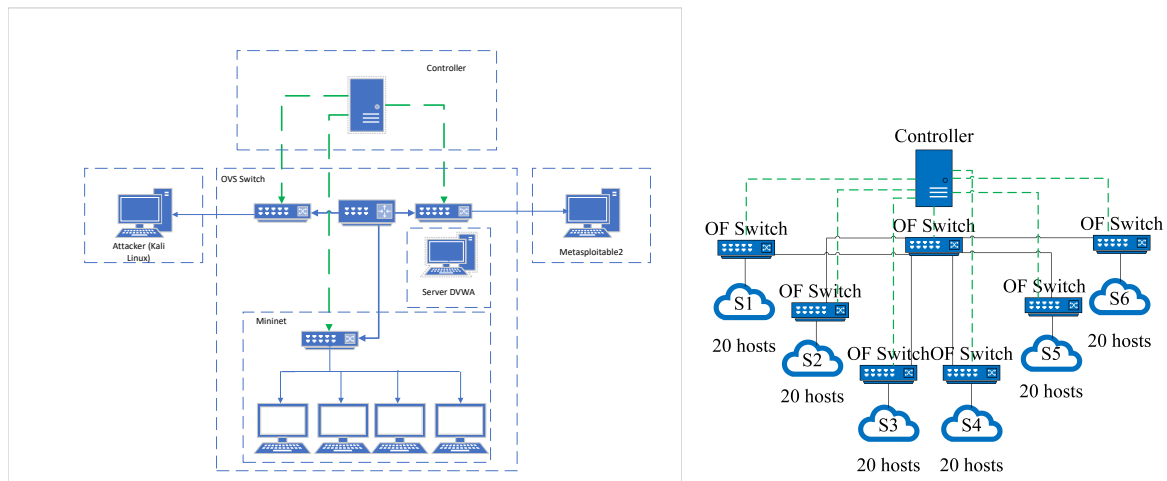 Controller
OVS Switch
Attacker (Kali
Linux)
Metasploitable2
Server DVWA
Mininet
Controller
OF Switch
OF Switch
OF Switch
S1
20 hosts
OF Switch
S2
20 hosts
OF Switch
S3
20 hosts
OF Switch
S4
20 hosts
OF Switch
S5
20 hosts
S6
20 hosts